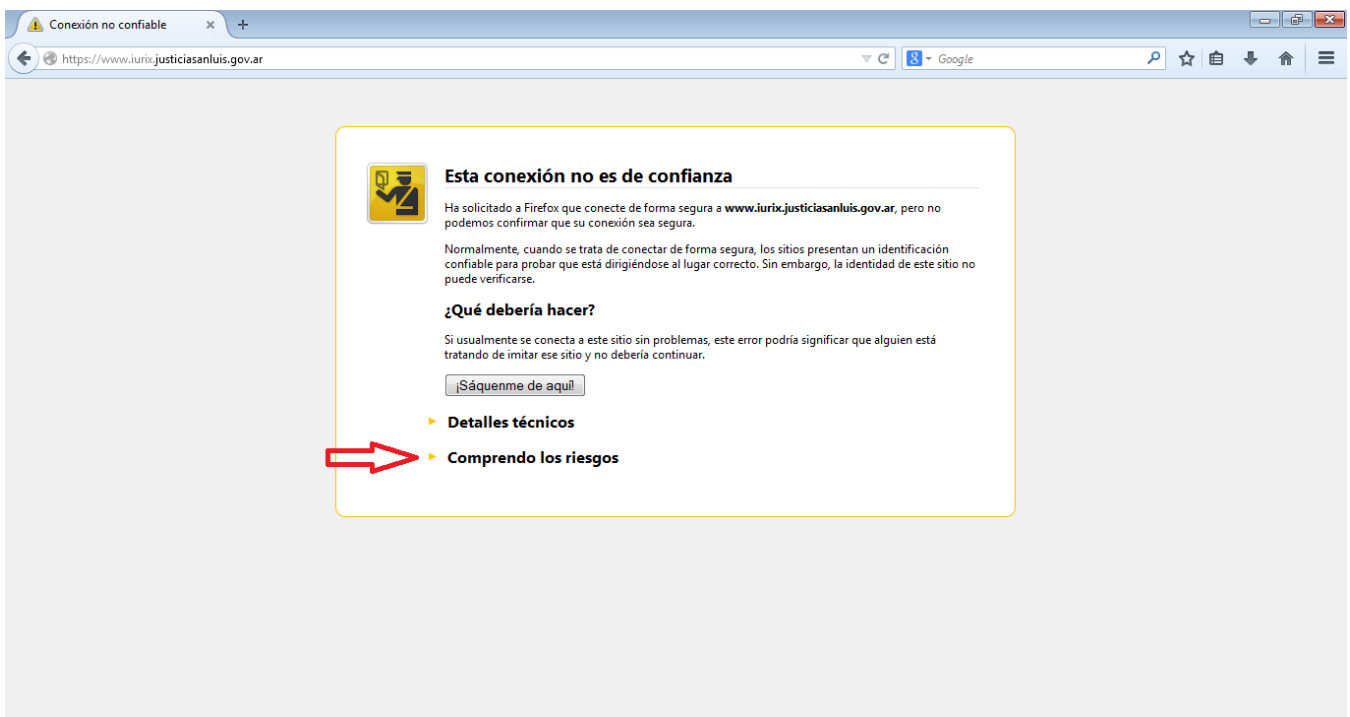 Conexión no confiable
https://www.iurix.justiciasanluis.gov.ar
Google
Esta conexión no es de confianza
Ha solicitado a Firefox que conecte de forma segura a www.iurix.justiciasanluis.gov.ar, pero no
podemos confirmar que su conexión sea segura.
Normalmente, cuando se trata de conectar de forma segura, los sitios presentan un identificación
confiable para probar que está dirigiéndose al lugar correcto. Sin embargo, la identidad de este sitio no
puede verificarse.
¿Qué debería hacer?
Si usualmente se conecta a este sitio sin problemas, este error podría significar que alguien está
tratando de imitar ese sitio y no debería continuar.
¡Sáquenme de aquí!
Detalles técnicos
Comprendo los riesgos